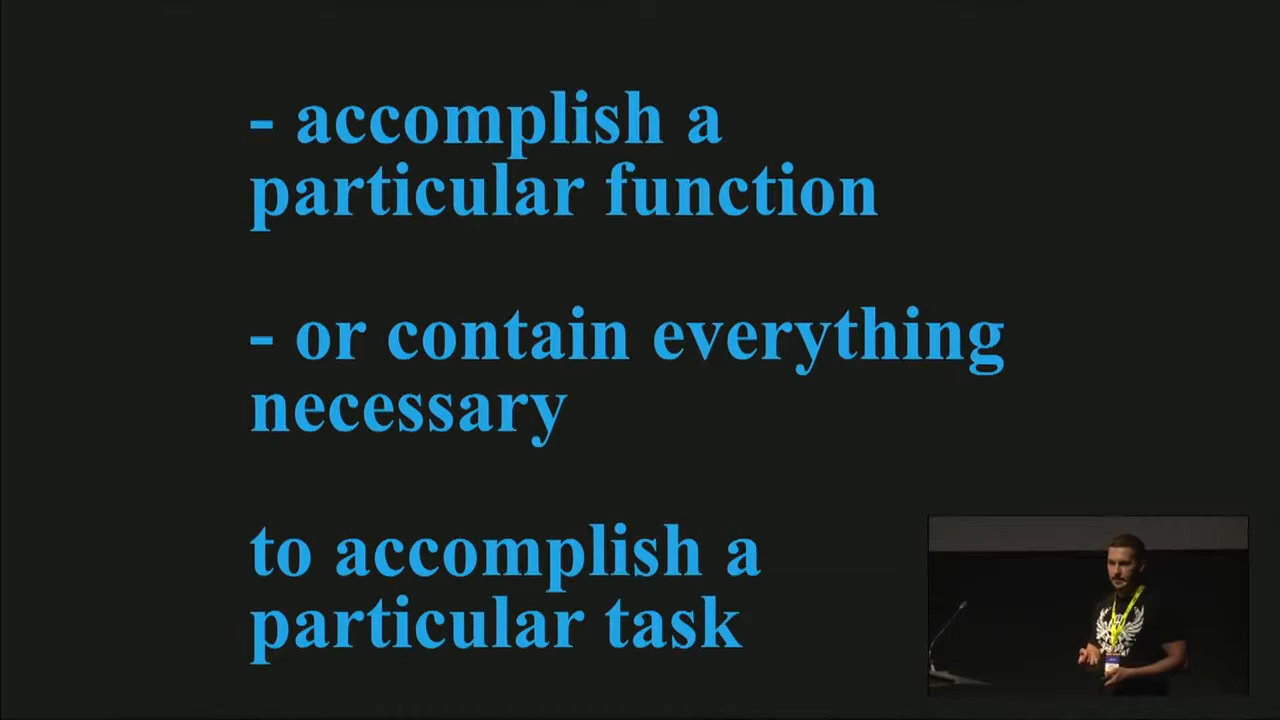 - accomplish a
particular function
- or contain everything
necessary
to accomplish a
particular task